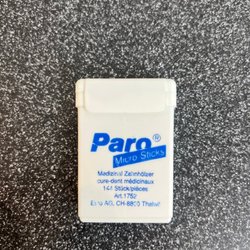 Paro®
Micro Sticks
Medizinal Zahnhölzer
cure-dent médicinaux
144 Stück/pièces
Art.1752
Esro AG, CH-8800 Thalwil